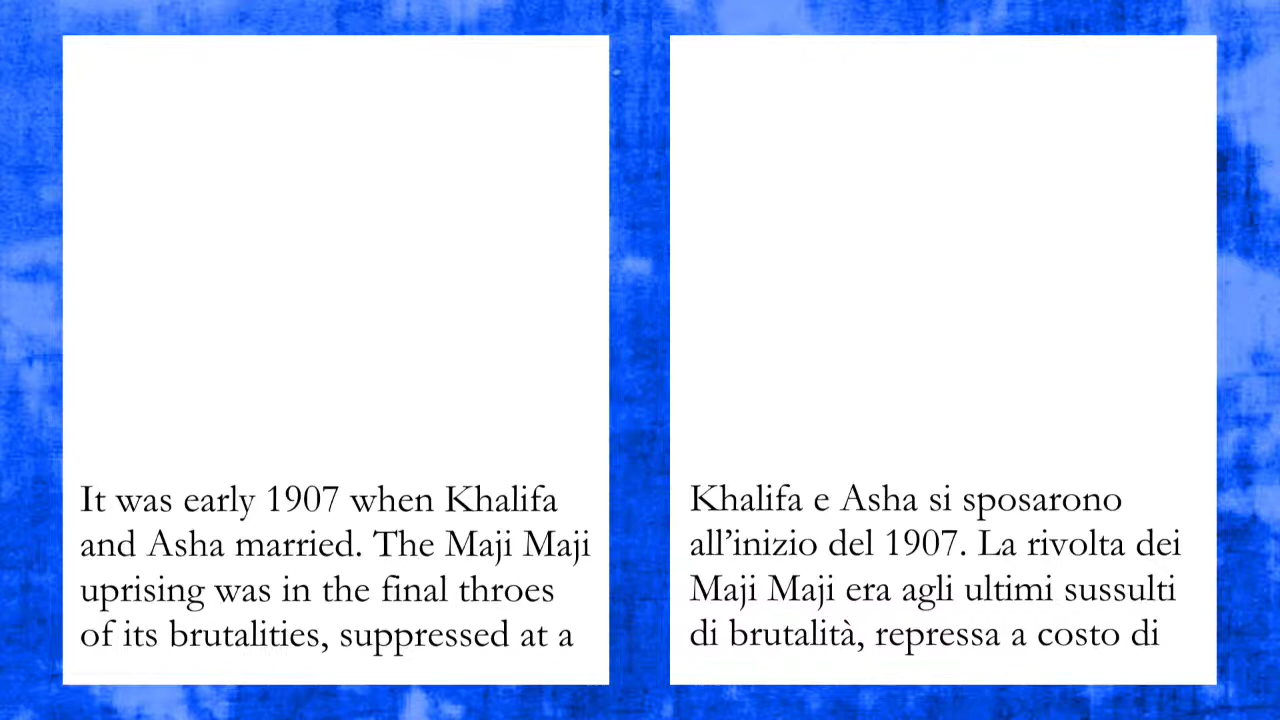 It was early 1907 when Khalifa
and Asha married. The Maji Maji
uprising was in the final throes
of its brutalities, suppressed at a
Khalifa e Asha si sposarono
all’inizio del 1907. La rivolta dei
Maji Maji era agli ultimi sussulti
di brutalità, repressa a costo di